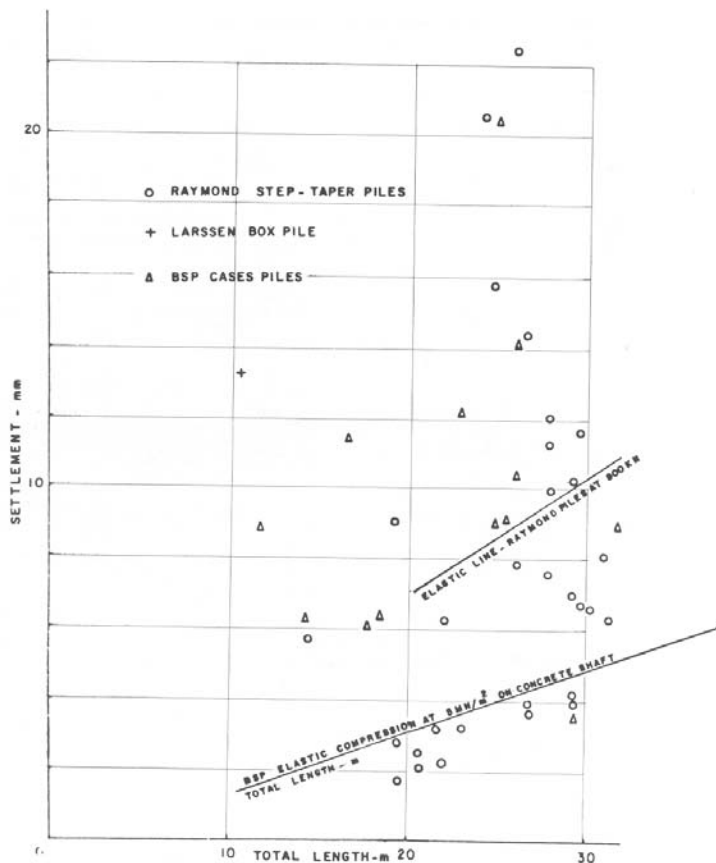 20
○ RAYMOND STEP-TAPER PILES
+ LARSSEN BOX PILE
△ BSP CASES PILES
SETTLEMENT - mm
10
ELASTIC LINE-RAYMOND PILES AT 800KN
BSP ELASTIC COMPRESSION AT 8MN/m² ON CONCRETE SHAFT
TOTAL LENGTH - m
10 TOTAL LENGTH-m 20 30